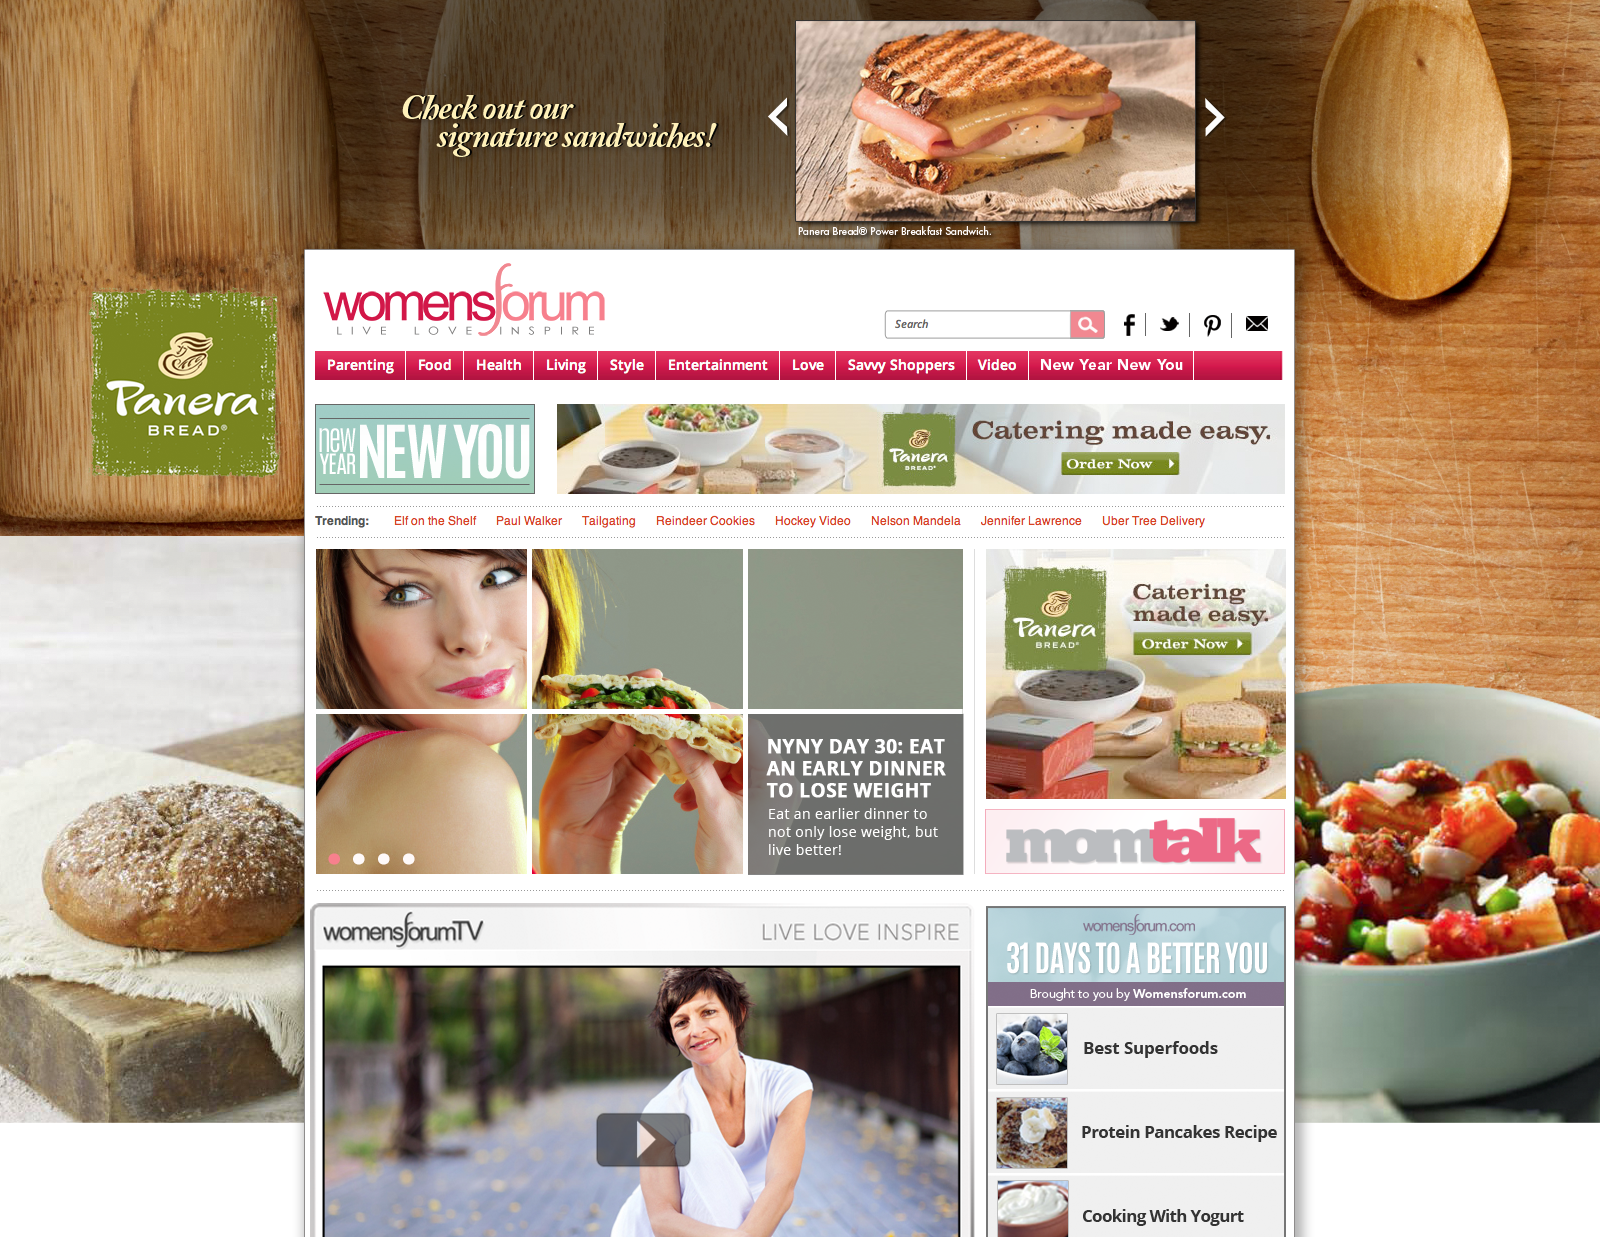 Check out our
signature sandwiches!
Panera Bread® Power Breakfast Sandwich.
Panera
BREAD®
womensforum
LIVE LOVE INSPIRE
Search
Parenting Food Health Living Style Entertainment Love Savvy Shoppers Video New Year New You
new
YEAR
NEW YOU
Panera
BREAD®
Catering made easy.
Order Now
Trending: Elf on the Shelf Paul Walker Tailgating Reindeer Cookies Hockey Video Nelson Mandela Jennifer Lawrence Uber Tree Delivery
NYNY DAY 30: EAT
AN EARLY DINNER
TO LOSE WEIGHT
Eat an earlier dinner to
not only lose weight, but
live better!
Panera
BREAD®
Catering
made easy.
Order Now
momtalk
womensforumTV
LIVE LOVE INSPIRE
womensforum.com
31 DAYS TO A BETTER YOU
Brought to you by Womensforum.com
Best Superfoods
Protein Pancakes Recipe
Cooking With Yogurt